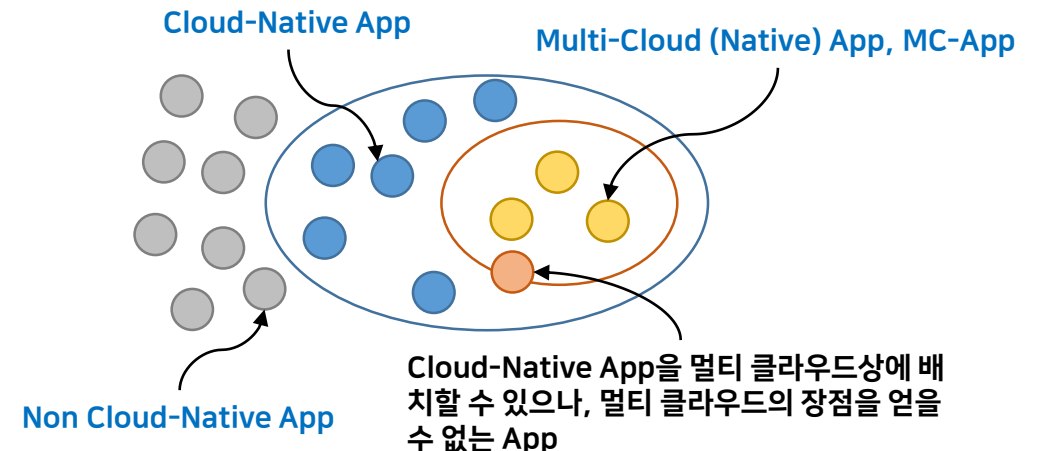 Cloud-Native App
Multi-Cloud (Native) App, MC-App
Non Cloud-Native App
Cloud-Native App을 멀티 클라우드상에 배
치할 수 있으나, 멀티 클라우드의 장점을 얻을
수 없는 App